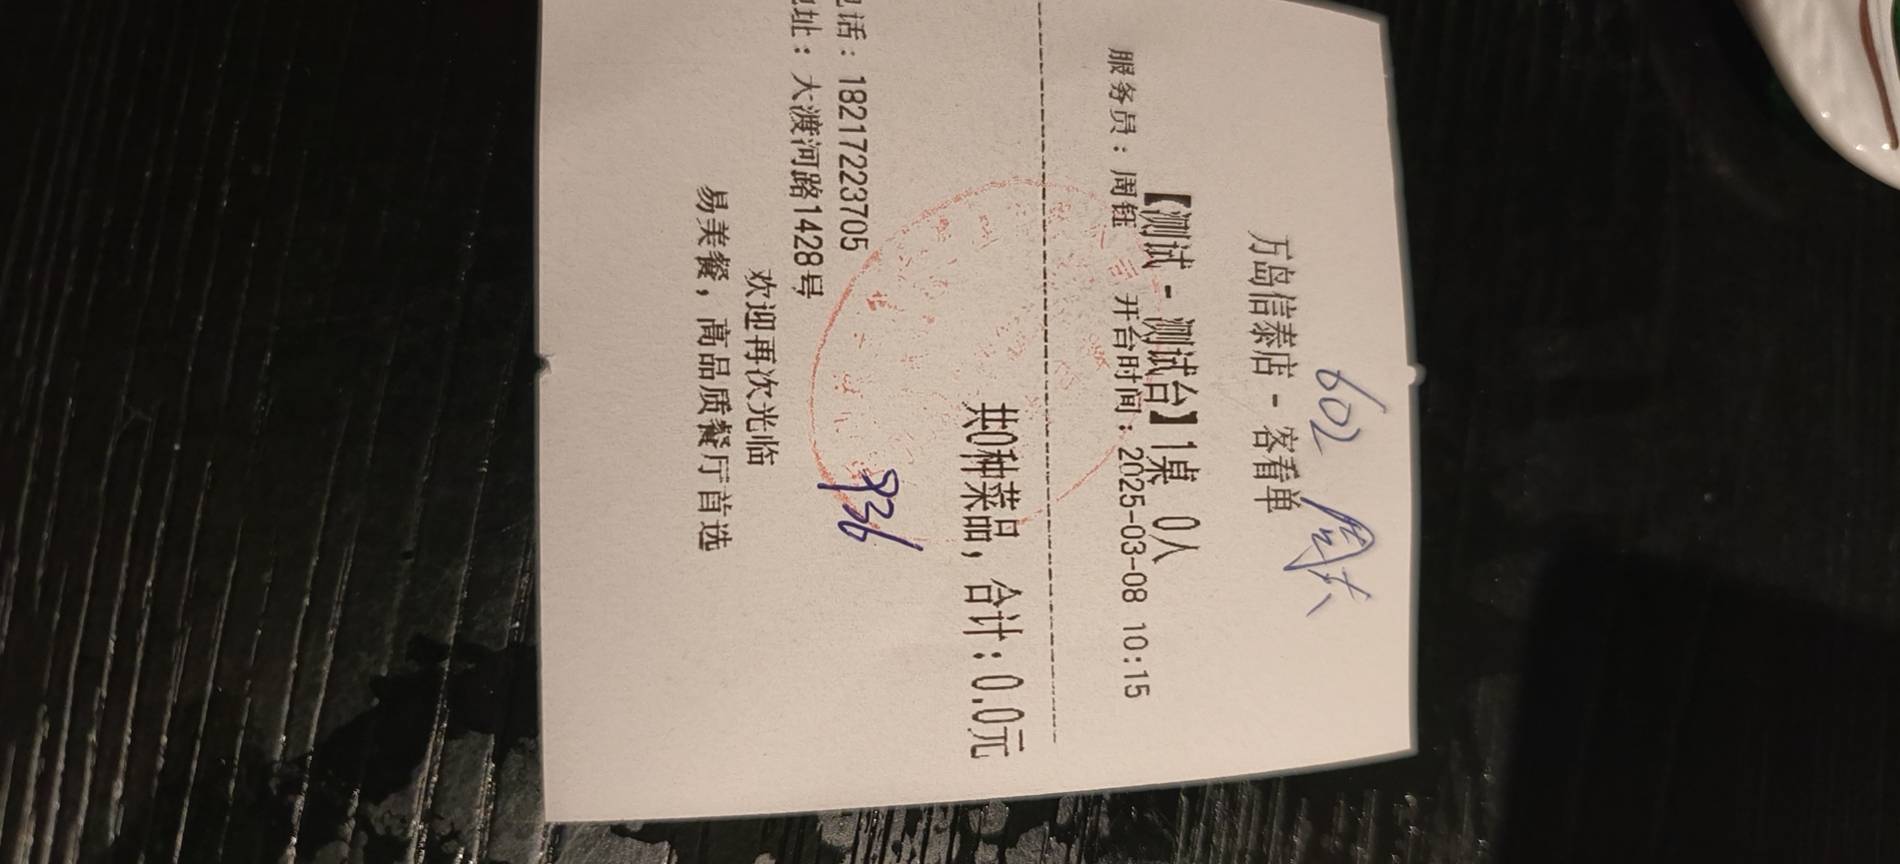 602 周六
万岛信泰店 - 客看单
【测试 - 测试台】1桌 0人
服务员：周钰 开台时间：2025-03-08 10:15
共0种菜品，合计：0.0元
936
电话：18217223705
地址：大渡河路1428号
欢迎再次光临
易美餐，高品质餐厅首选